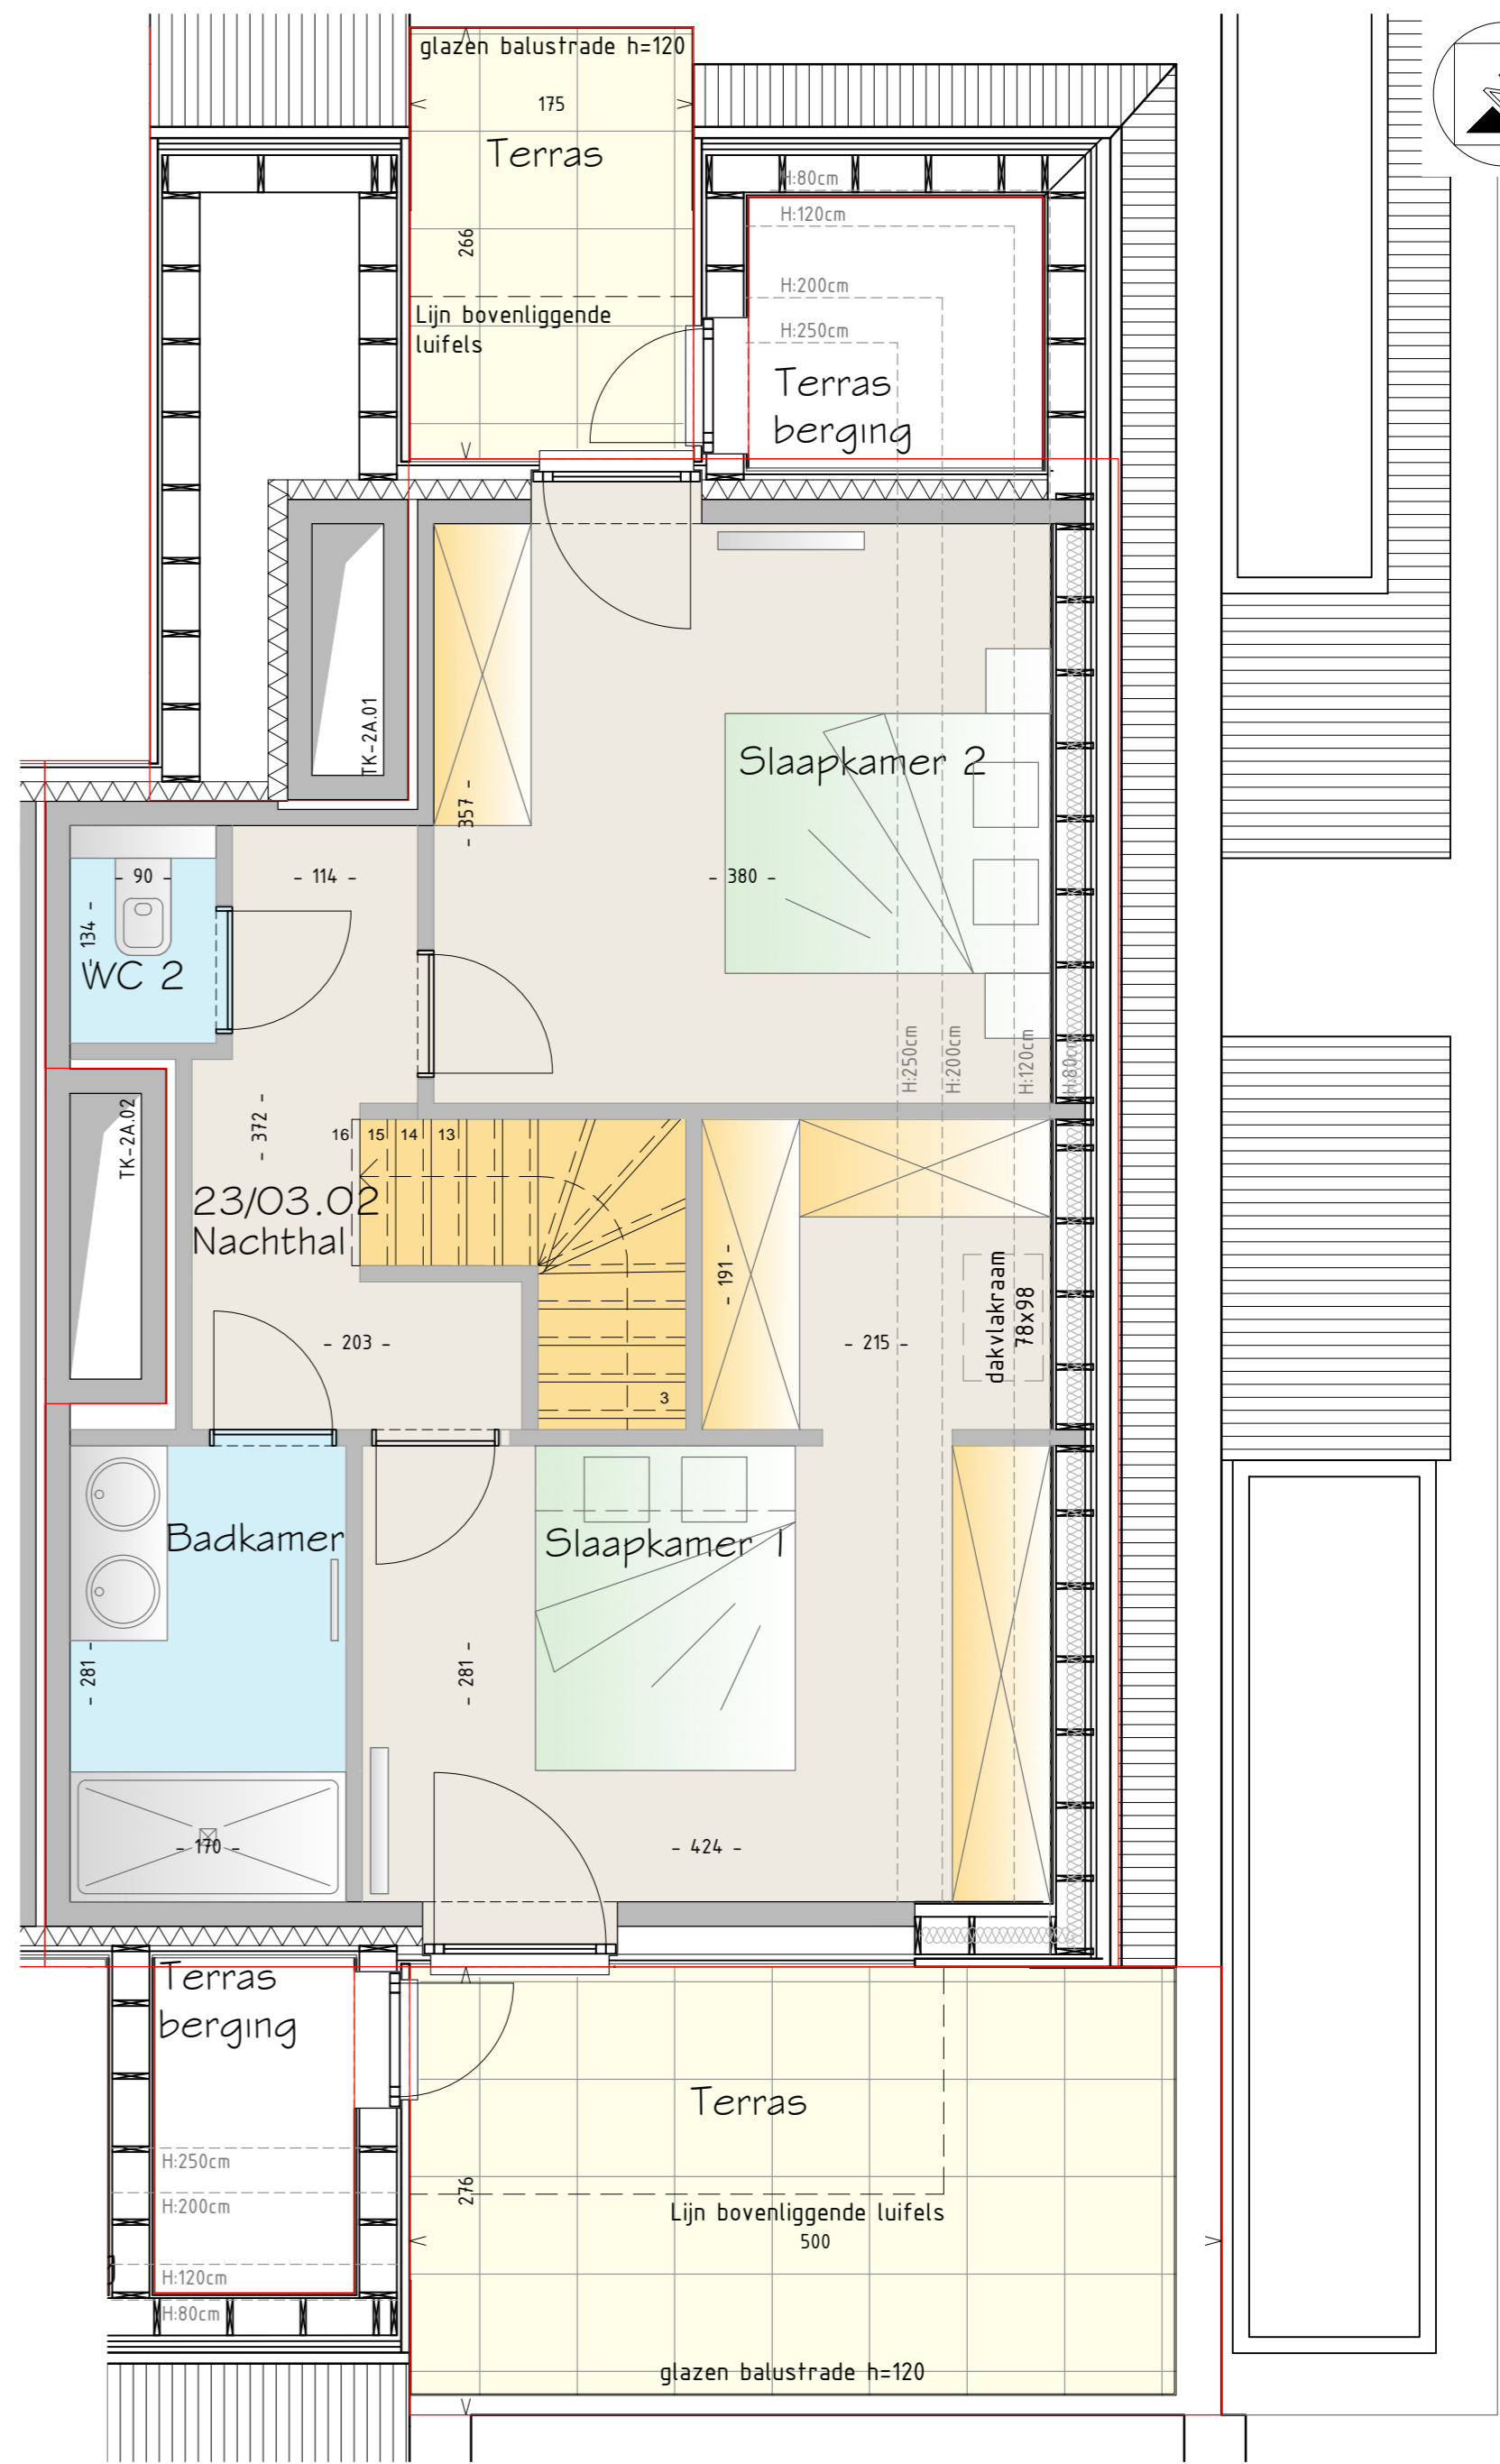 glazen balustrade h=120
175
Terras
266
Lijn bovenliggende
luifels
H:80cm
H:120cm
H:200cm
H:250cm
Terras
berging
TK-2A.01
- 357 -
Slaapkamer 2
- 380 -
- 90 -
- 114 -
- 134 -
WC 2
H:250cm
H:200cm
H:120cm
H:80cm
TK-2A.02
- 372 -
16
15
14
13
23/03.02
Nachthal
- 191 -
- 203 -
- 215 -
dakvlakraam
78x98
3
Badkamer
Slaapkamer 1
- 281 -
- 281 -
- 170 -
- 424 -
Terras
berging
Terras
H:250cm
H:200cm
H:120cm
H:80cm
276
Lijn bovenliggende luifels
500
glazen balustrade h=120